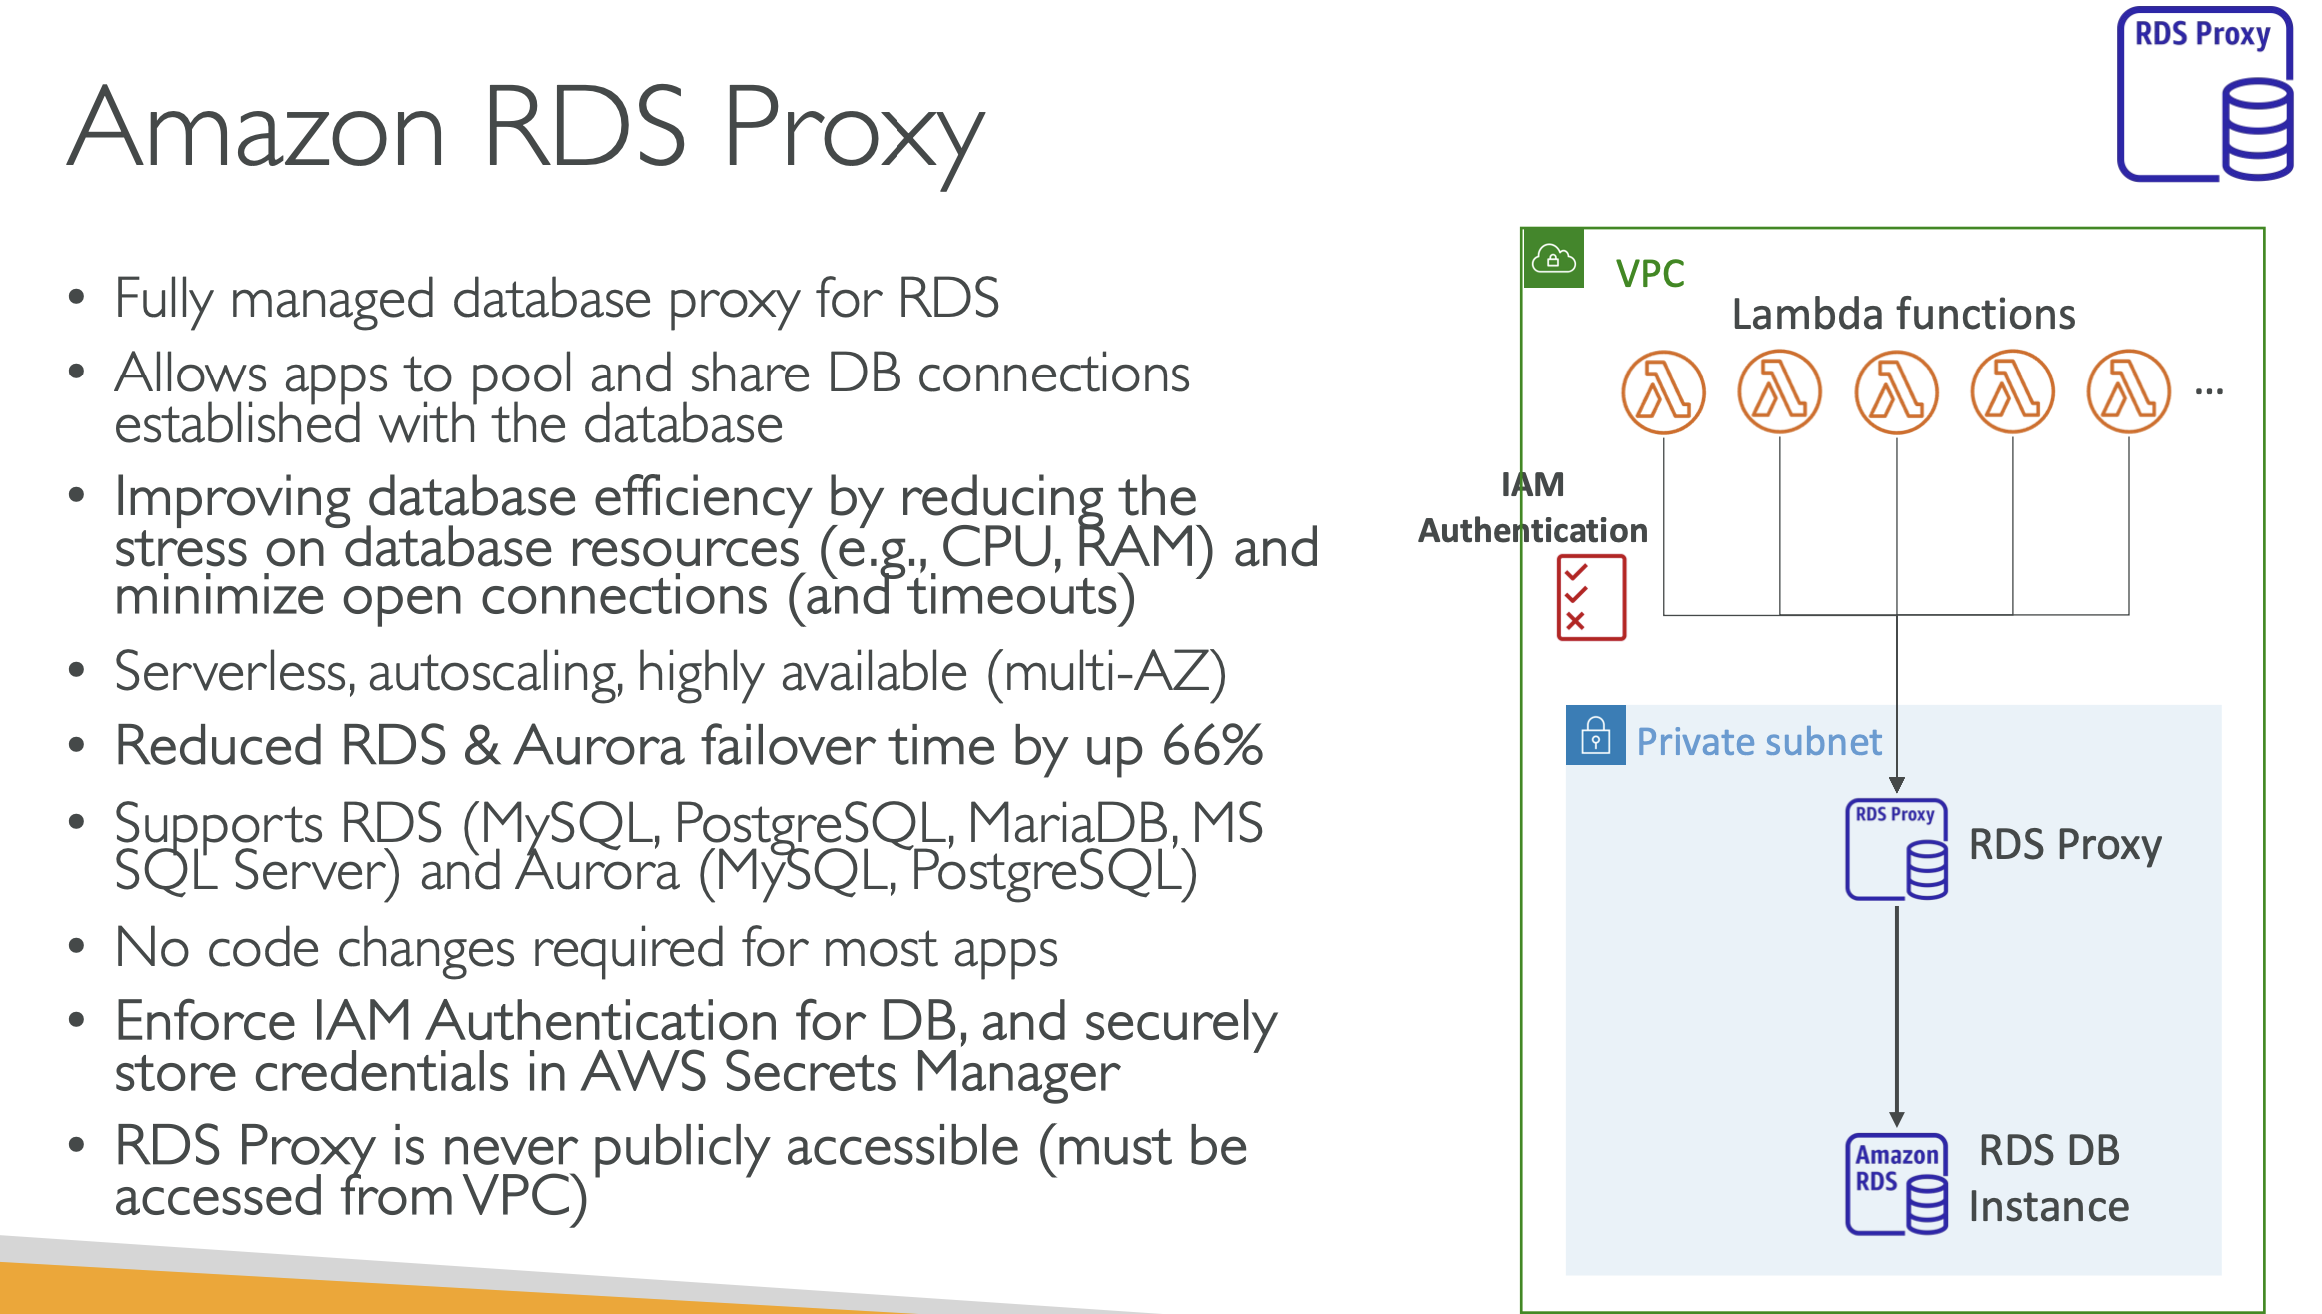 RDS Proxy
Amazon RDS Proxy
• Fully managed database proxy for RDS
• Allows apps to pool and share DB connections
established with the database
• Improving database efficiency by reducing the
stress on database resources (e.g., CPU, RAM) and
minimize open connections (and timeouts)
• Serverless, autoscaling, highly available (multi-AZ)
• Reduced RDS & Aurora failover time by up 66%
• Supports RDS (MySQL, PostgreSQL, MariaDB, MS
SQL Server) and Aurora (MySQL, PostgreSQL)
• No code changes required for most apps
• Enforce IAM Authentication for DB, and securely
store credentials in AWS Secrets Manager
• RDS Proxy is never publicly accessible (must be
accessed from VPC)
VPC
Lambda functions
...
IAM
Authentication
Private subnet
RDS Proxy
RDS Proxy
Amazon
RDS
RDS DB
Instance